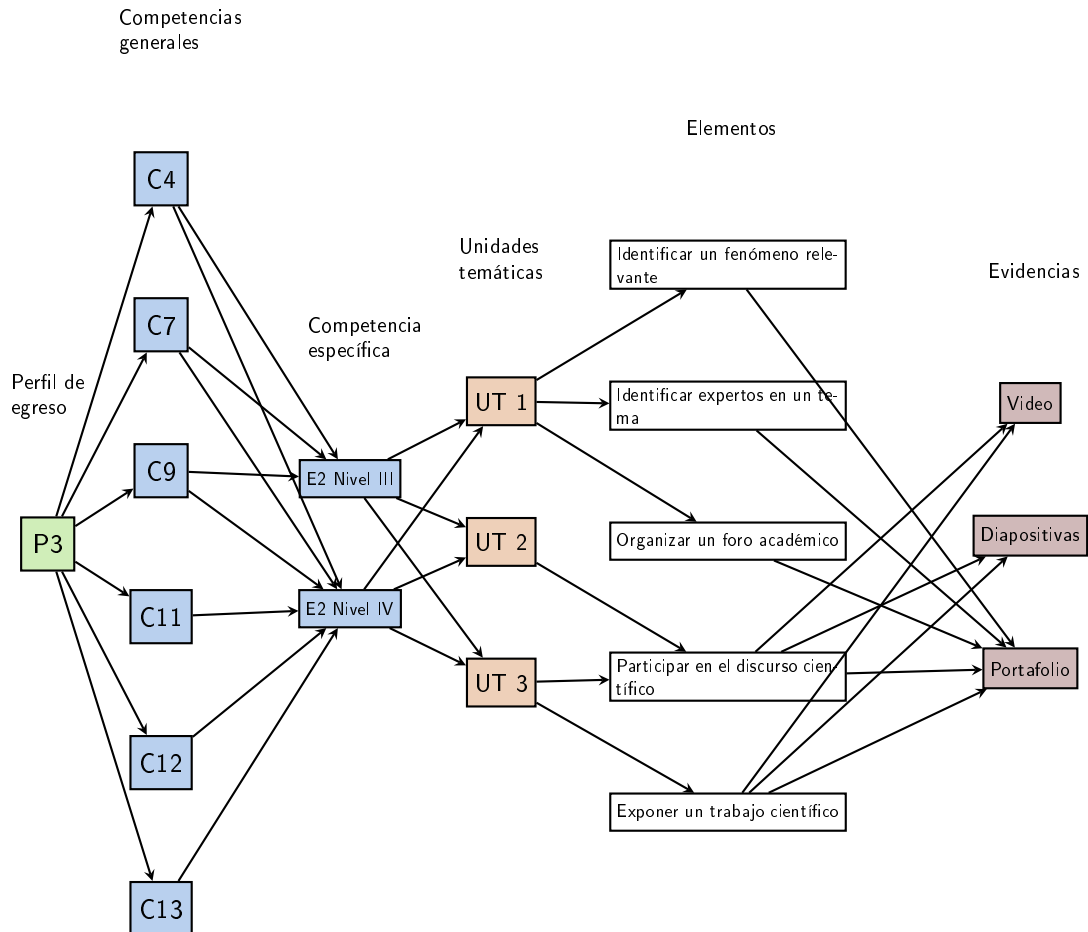 Competencias
generales
Elementos
C4
Unidades
temáticas
Identificar un fenómeno rele-
vante
Evidencias
C7
Competencia
específica
Perfil de
egreso
UT 1
Identificar expertos en un te-
ma
Video
C9
E2 Nivel III
P3
UT 2
Organizar un foro académico
Diapositivas
C11
E2 Nivel IV
UT 3
Participar en el discurso cien-
tífico
Portafolio
C12
Exponer un trabajo científico
C13